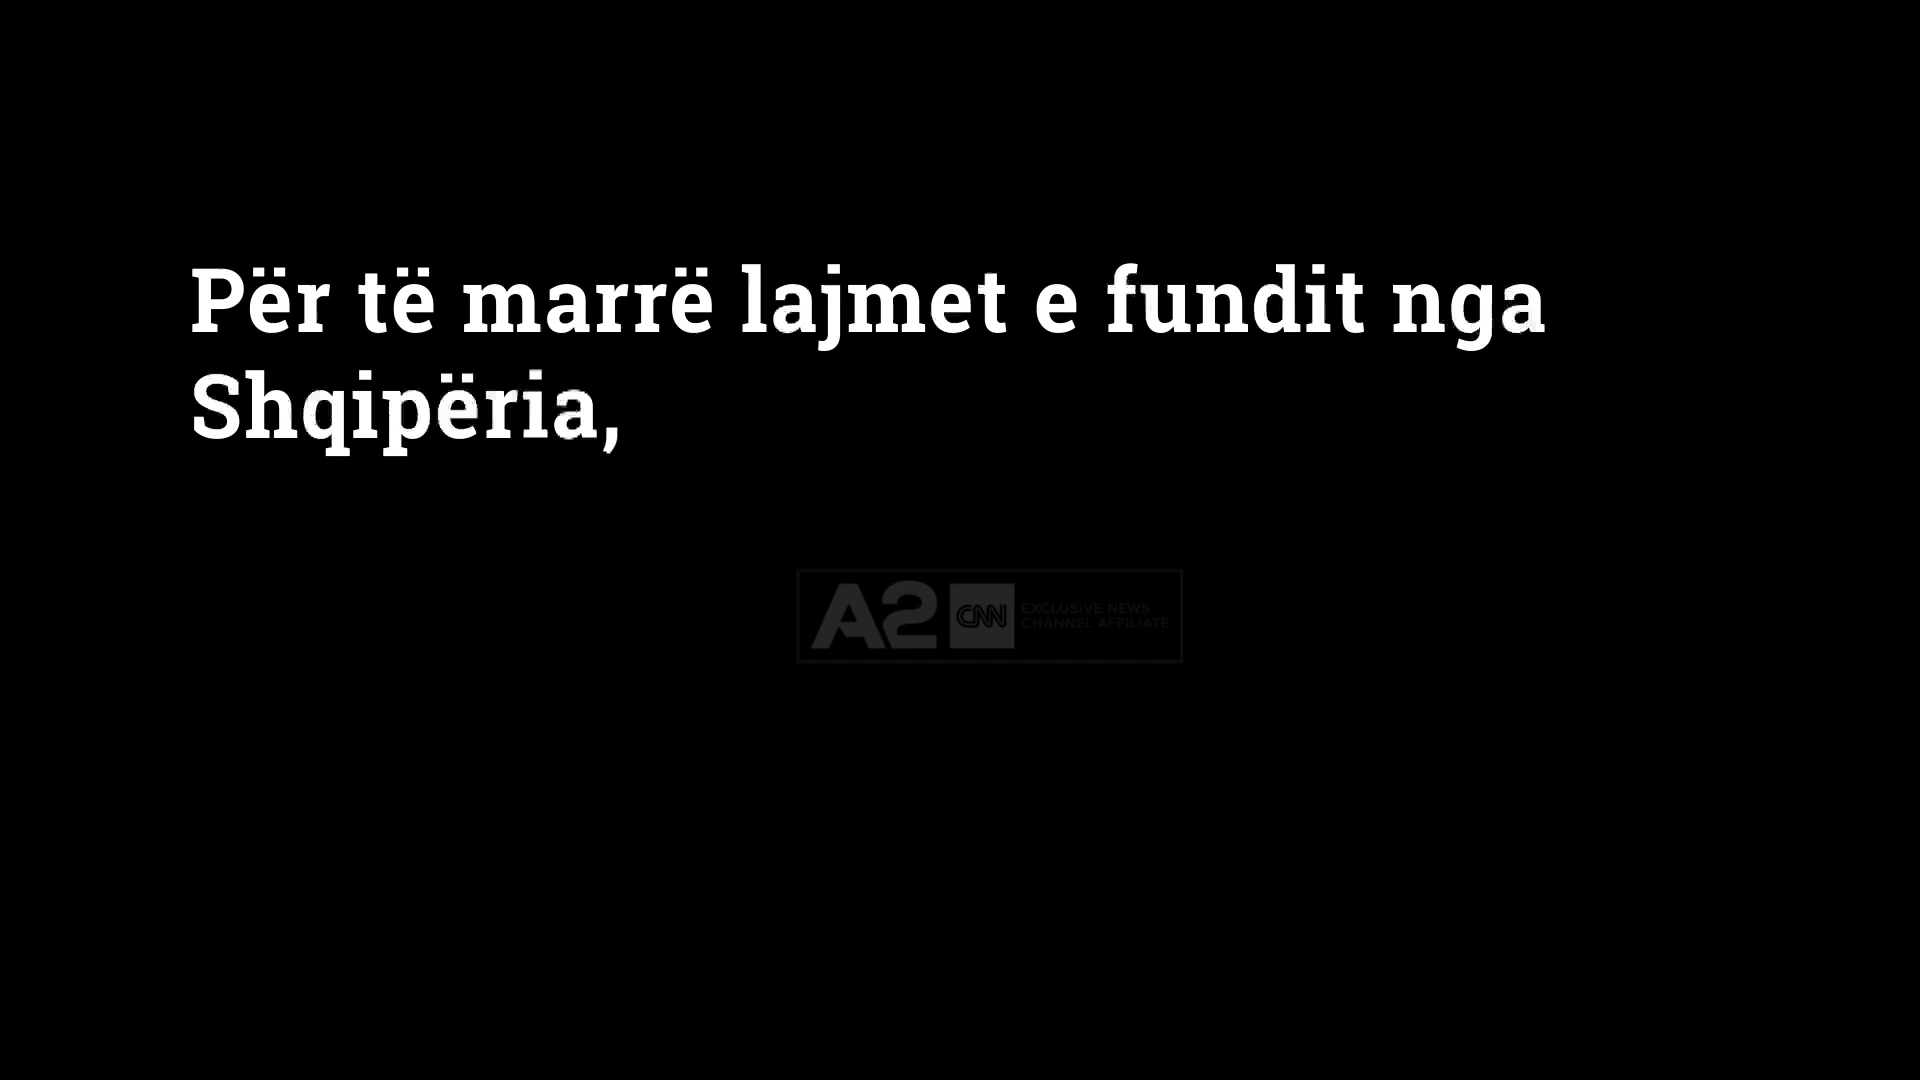 Për të marrë lajmet e fundit nga
Shqipëria,
A2 CNN EXCLUSIVE NEWS
CHANNEL AFFILIATE